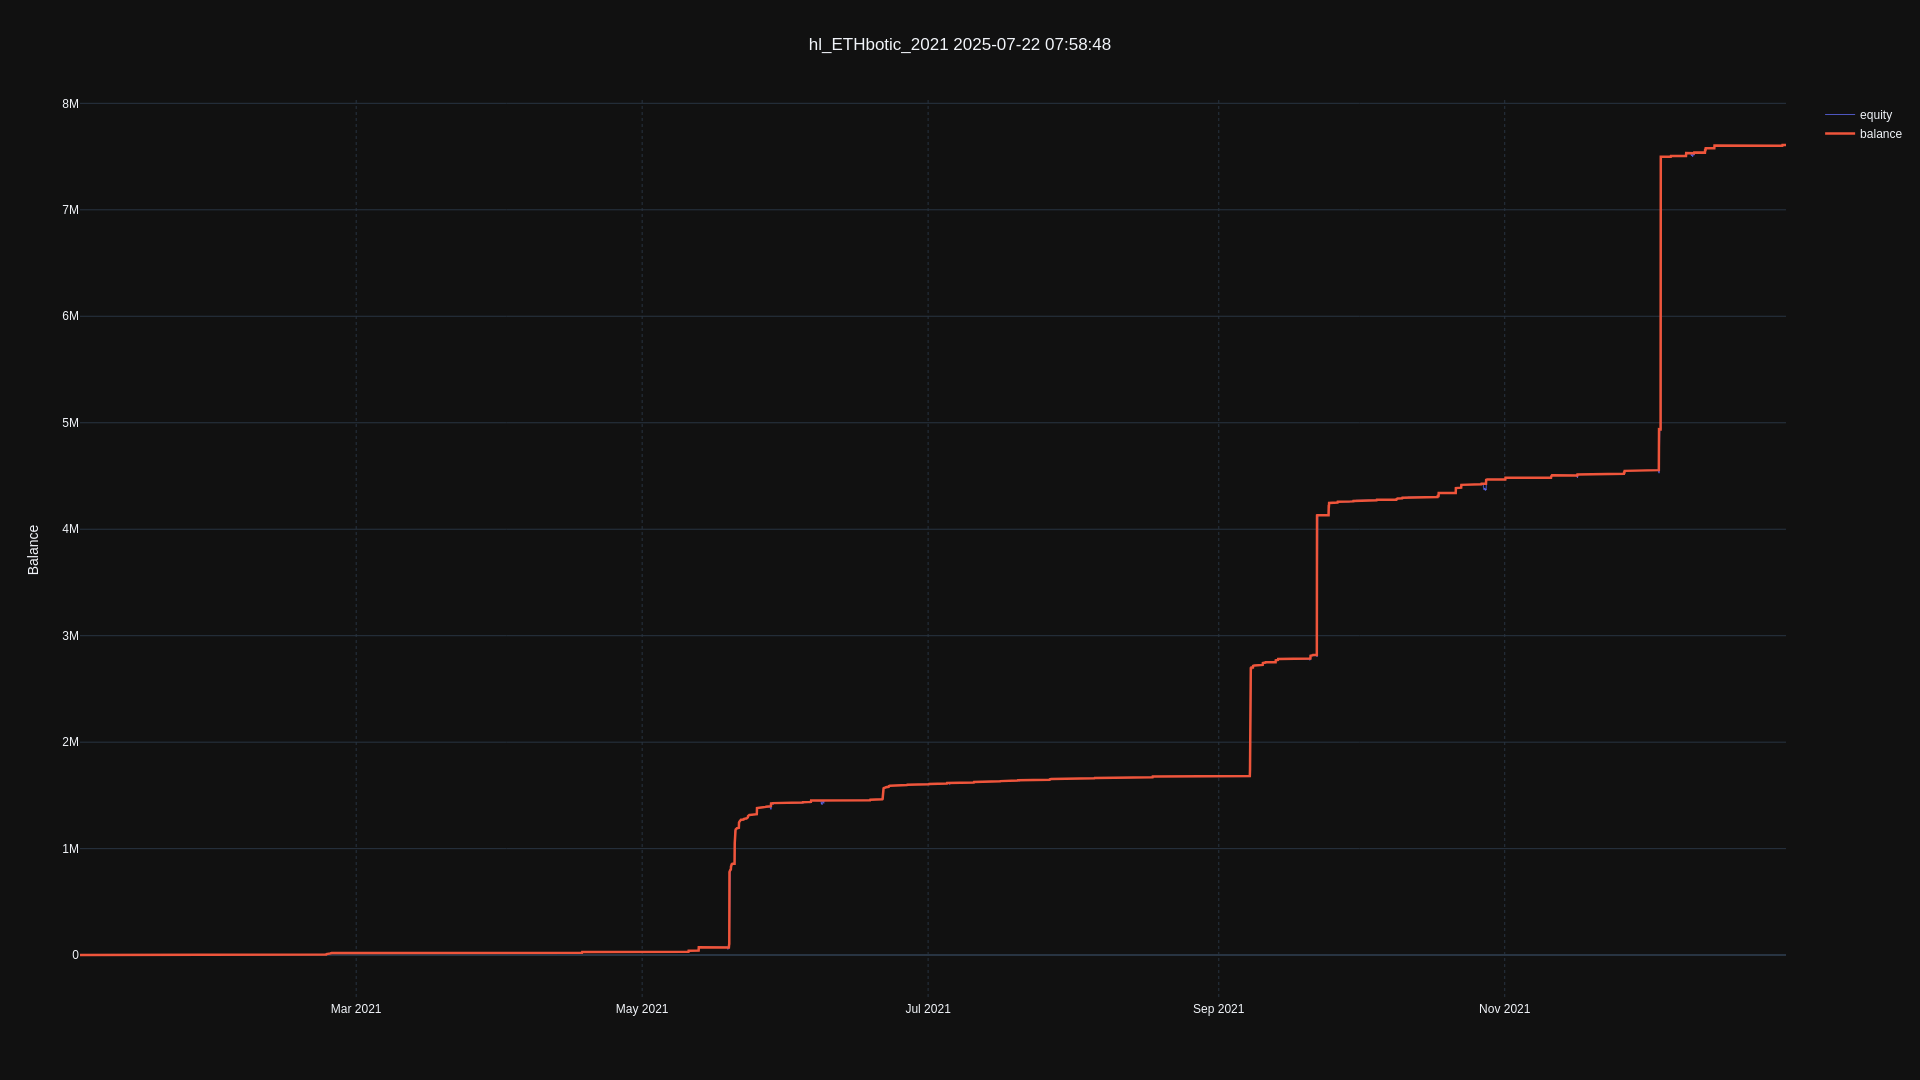 hl_ETHbotic_2021 2025-07-22 07:58:48
equity
balance
8M
7M
6M
5M
4M
3M
2M
1M
0
Balance
Mar 2021
May 2021
Jul 2021
Sep 2021
Nov 2021